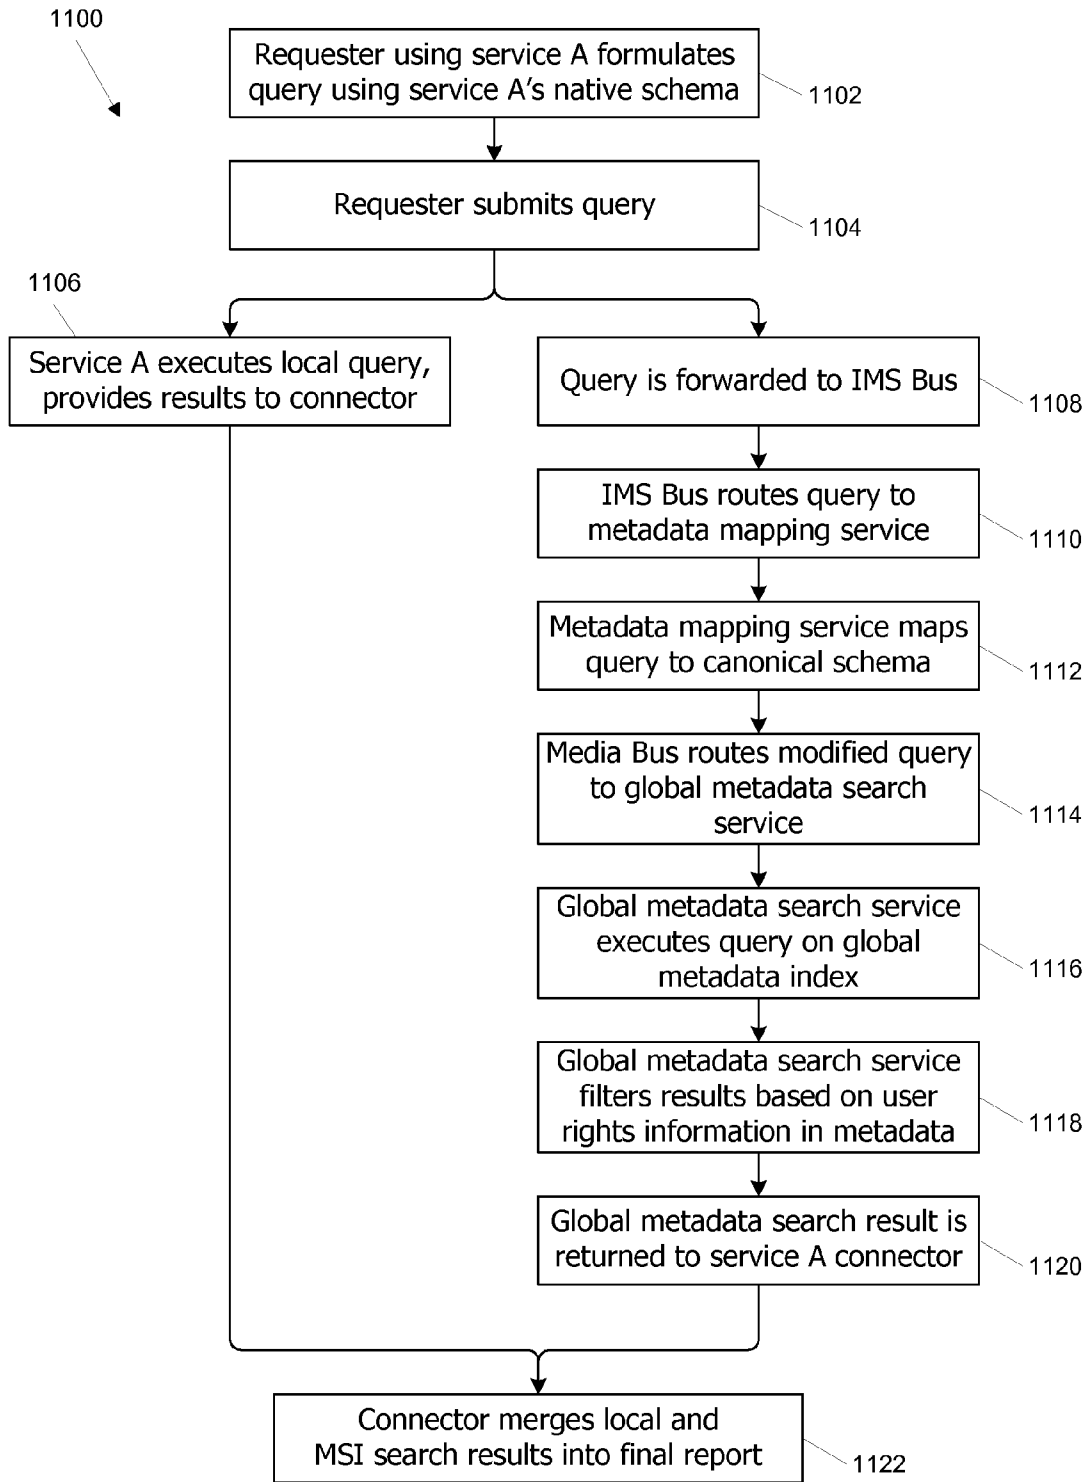 1100
Requester using service A formulates
query using service A's native schema
1102
Requester submits query
1104
1106
Service A executes local query,
provides results to connector
Query is forwarded to IMS Bus
1108
IMS Bus routes query to
metadata mapping service
1110
Metadata mapping service maps
query to canonical schema
1112
Media Bus routes modified query
to global metadata search
service
1114
Global metadata search service
executes query on global
metadata index
1116
Global metadata search service
filters results based on user
rights information in metadata
1118
Global metadata search result is
returned to service A connector
1120
Connector merges local and
MSI search results into final report
1122